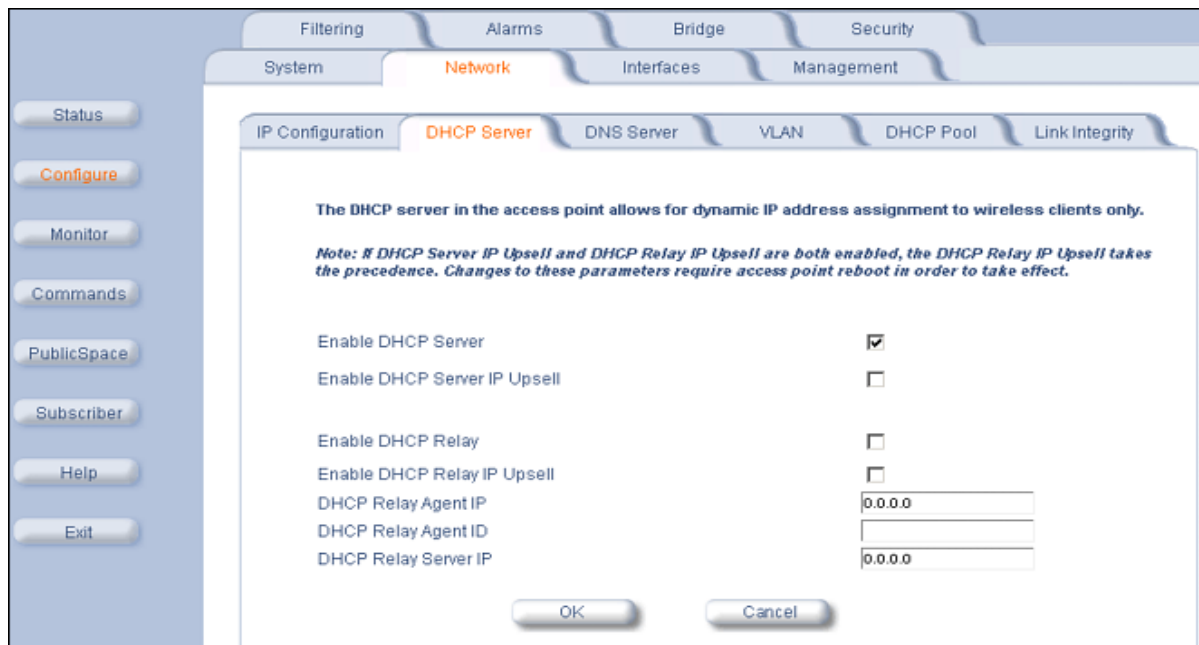 Filtering Alarms Bridge Security
System Network Interfaces Management
Status
Configure
Monitor
Commands
PublicSpace
Subscriber
Help
Exit
IP Configuration DHCP Server DNS Server VLAN DHCP Pool Link Integrity
The DHCP server in the access point allows for dynamic IP address assignment to wireless clients only.
Note: If DHCP Server IP Upsell and DHCP Relay IP Upsell are both enabled, the DHCP Relay IP Upsell takes
the precedence. Changes to these parameters require access point reboot in order to take effect.
Enable DHCP Server
Enable DHCP Server IP Upsell
Enable DHCP Relay
Enable DHCP Relay IP Upsell
DHCP Relay Agent IP 0.0.0.0
DHCP Relay Agent ID
DHCP Relay Server IP 0.0.0.0
OK Cancel